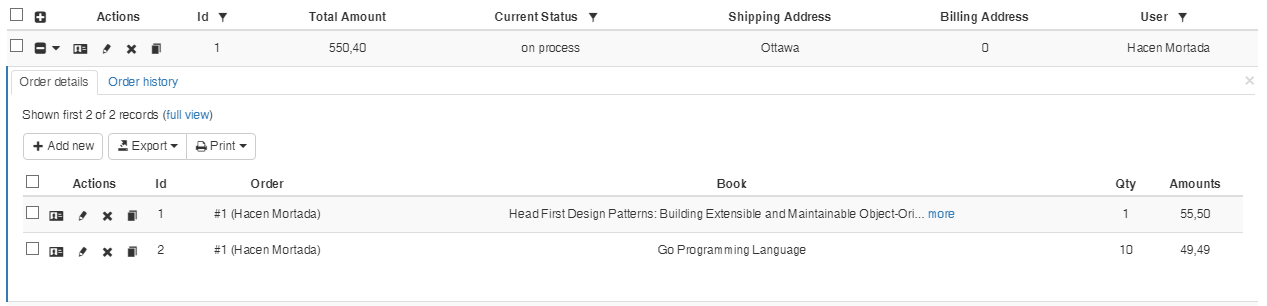 Actions Id Total Amount Current Status Shipping Address Billing Address User
1 550,40 on process Ottawa 0 Hacen Mortada
Order details Order history ×
Shown first 2 of 2 records (full view)
Add new Export Print
Actions Id Order Book Qty Amounts
1 #1 (Hacen Mortada) Head First Design Patterns: Building Extensible and Maintainable Object-Ori... more 1 55,50
2 #1 (Hacen Mortada) Go Programming Language 10 49,49